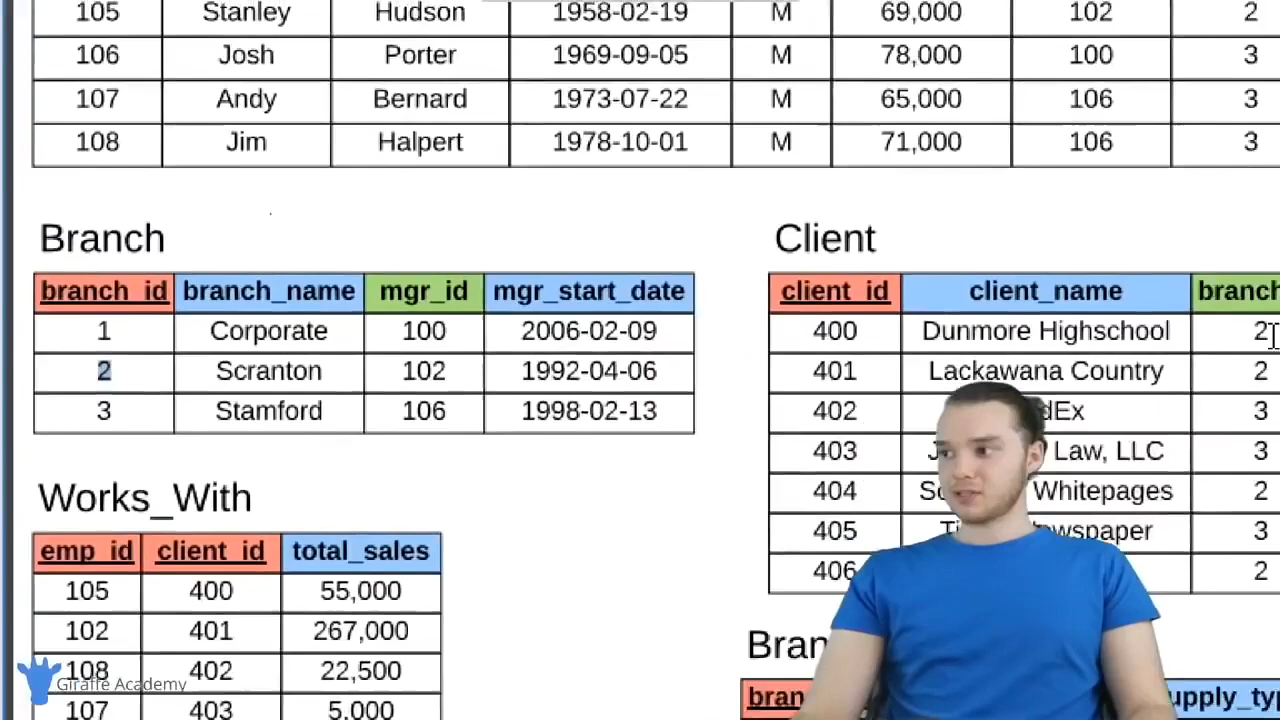 105 Stanley Hudson 1958-02-19 M 69,000 102 2
106 Josh Porter 1969-09-05 M 78,000 100 3
107 Andy Bernard 1973-07-22 M 65,000 106 3
108 Jim Halpert 1978-10-01 M 71,000 106 3
Branch
branch_id branch_name mgr_id mgr_start_date
1 Corporate 100 2006-02-09
2 Scranton 102 1992-04-06
3 Stamford 106 1998-02-13
Client
client_id client_name branch
400 Dunmore Highschool 2
401 Lackawana Country 2
402 dEx 3
403 Law, LLC 3
404 Whitepages 2
405 3
406 2
Works_With
emp_id client_id total_sales
105 400 55,000
102 401 267,000
108 402 22,500
107 403 5,000
Bran
bran upply_typ
Giraffe Academy